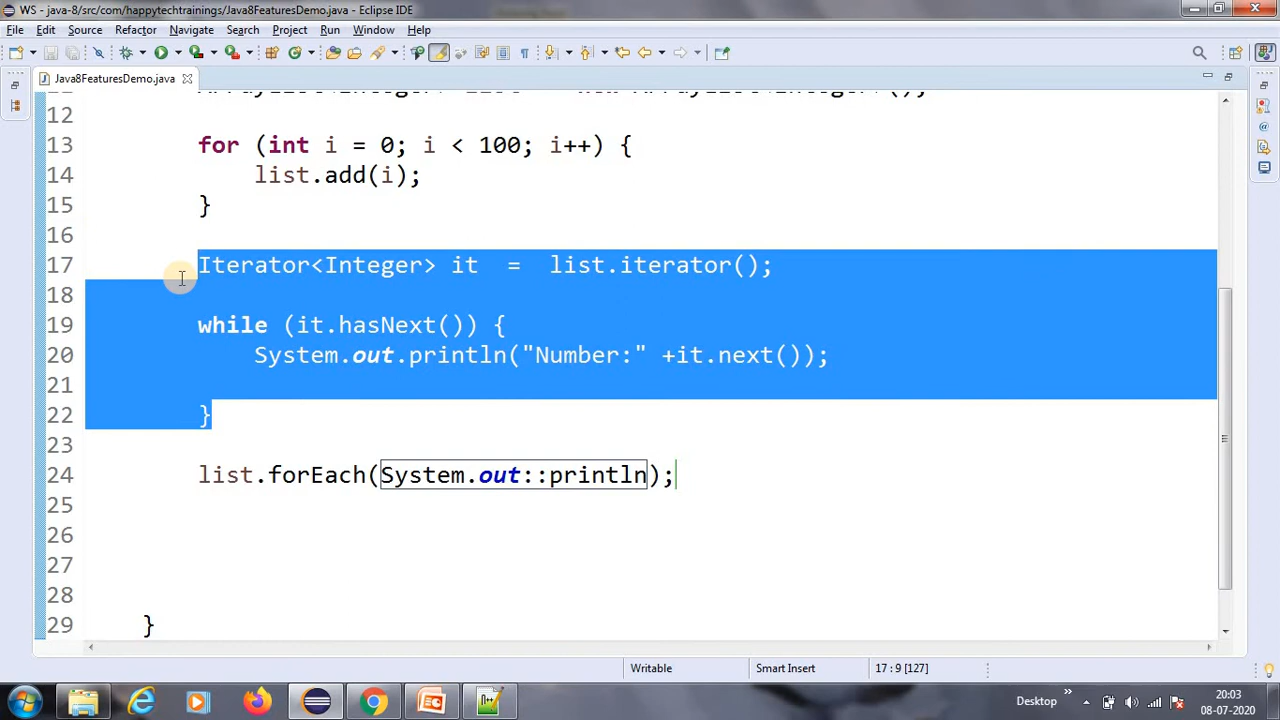 WS - java-8/src/com/happytechtrainings/Java8FeaturesDemo.java - Eclipse IDE
File Edit Source Refactor Navigate Search Project Run Window Help
Java8FeaturesDemo.java
12
13 for (int i = 0; i < 100; i++) {
14 list.add(i);
15 }
16
17 Iterator<Integer> it  =  list.iterator();
18
19 while (it.hasNext()) {
20 System.out.println("Number:" +it.next());
21
22 }
23
24 list.forEach(System.out::println);
25
26
27
28
29 }
Writable Smart Insert 17 : 9 [127]
Desktop 20:03
08-07-2020